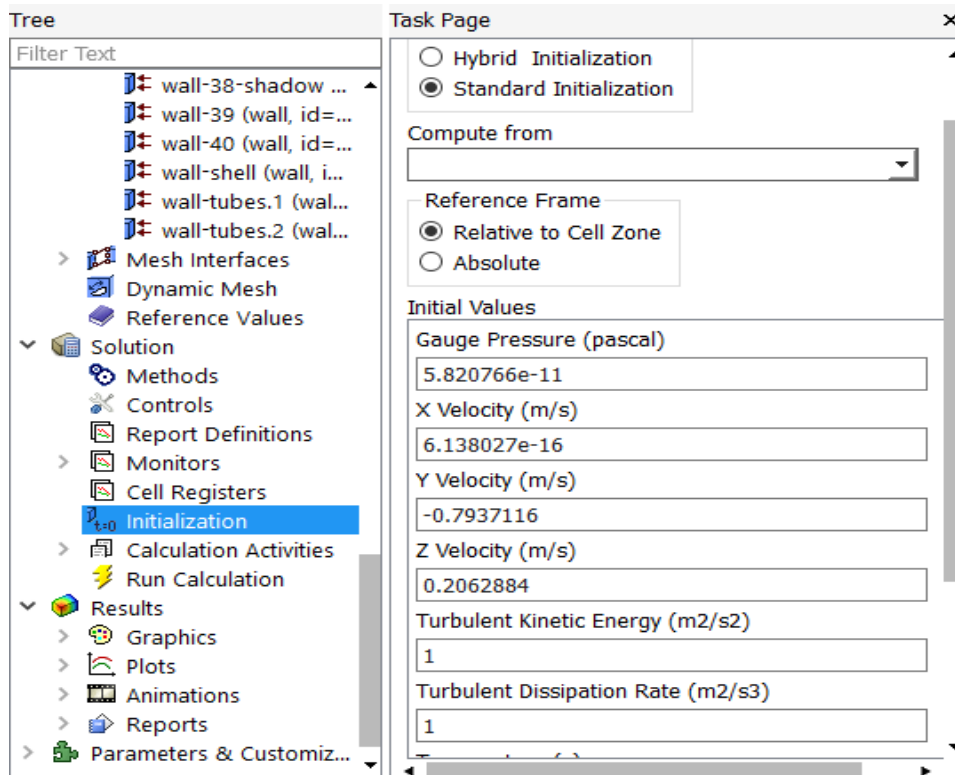 Tree
Filter Text
wall-38-shadow ...
wall-39 (wall, id=...
wall-40 (wall, id=...
wall-shell (wall, i...
wall-tubes.1 (wal...
wall-tubes.2 (wal...
Mesh Interfaces
Dynamic Mesh
Reference Values
Solution
Methods
Controls
Report Definitions
Monitors
Cell Registers
t=0 Initialization
Calculation Activities
Run Calculation
Results
Graphics
Plots
Animations
Reports
Parameters & Customiz...
Task Page
Hybrid Initialization
Standard Initialization
Compute from
Reference Frame
Relative to Cell Zone
Absolute
Initial Values
Gauge Pressure (pascal)
5.820766e-11
X Velocity (m/s)
6.138027e-16
Y Velocity (m/s)
-0.7937116
Z Velocity (m/s)
0.2062884
Turbulent Kinetic Energy (m2/s2)
1
Turbulent Dissipation Rate (m2/s3)
1